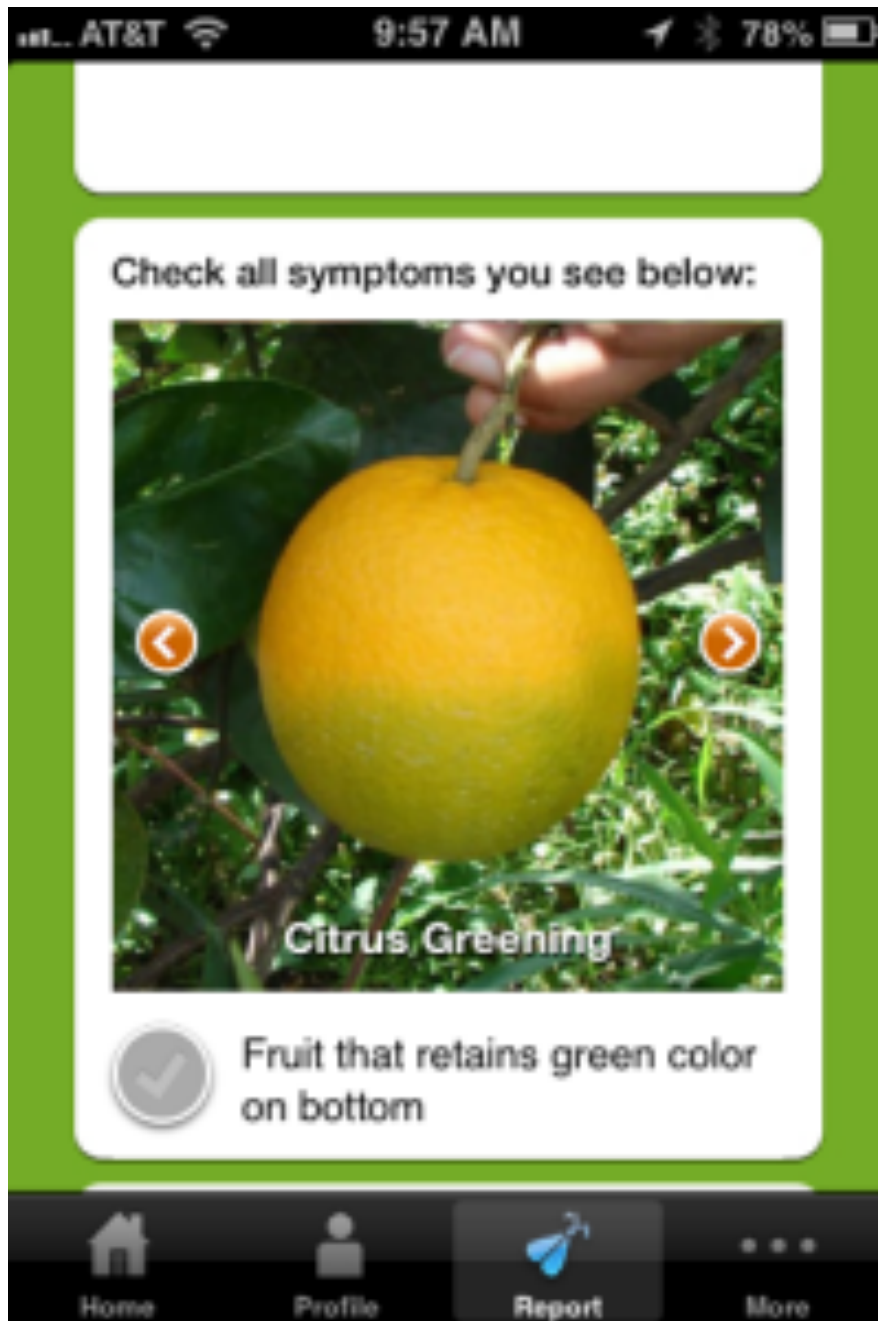 AT&T 9:57 AM 78%
Check all symptoms you see below:
Citrus Greening
Fruit that retains green color
on bottom
Home Profile Report More